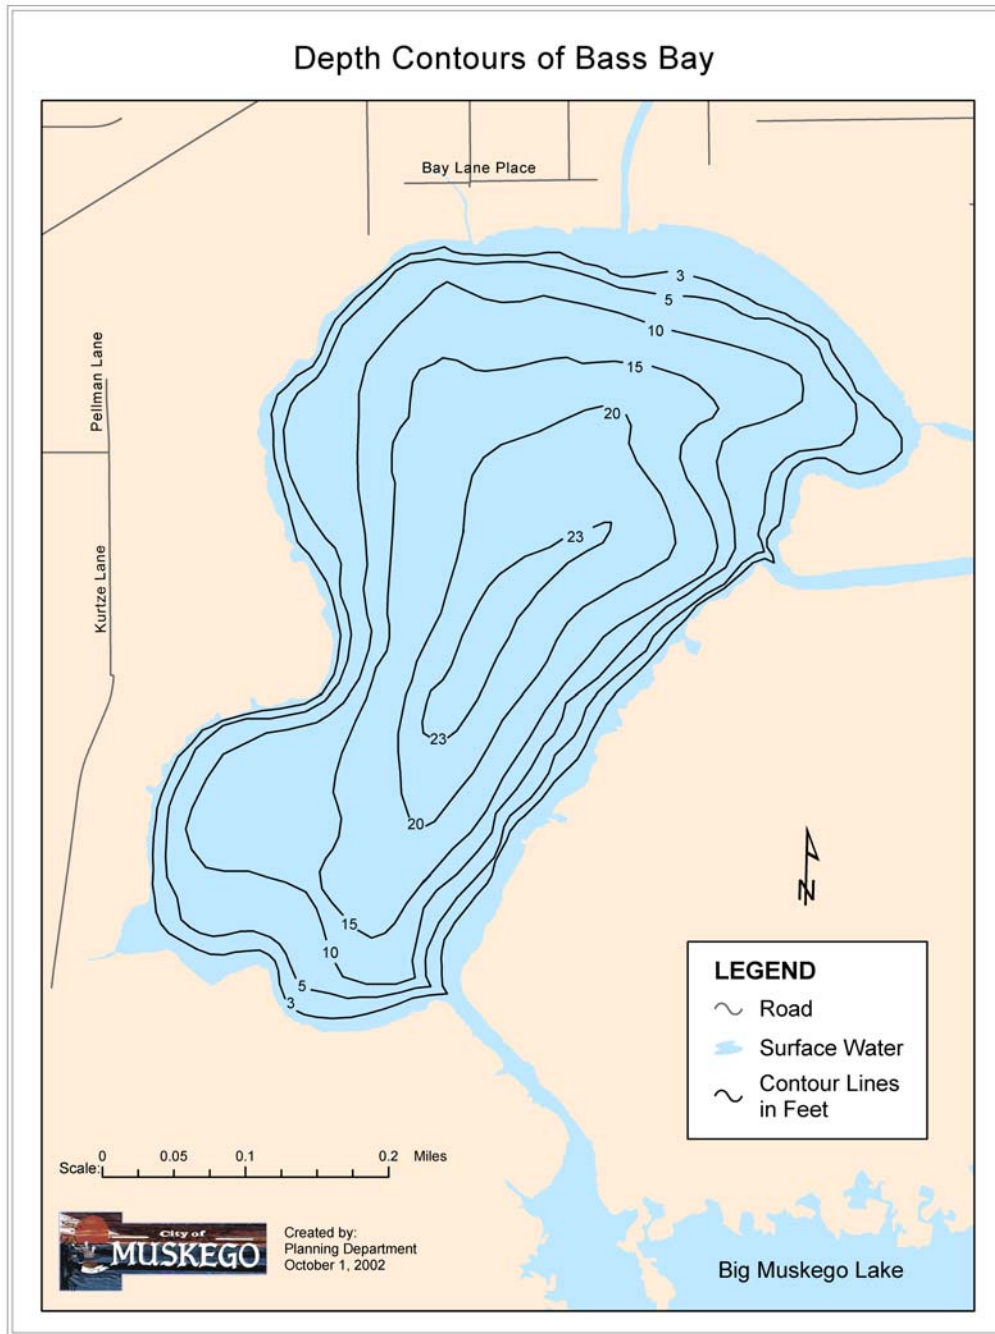 Depth Contours of Bass Bay
Bay Lane Place
3
5
10
15
20
Pellman Lane
23
Kurtze Lane
23
20
15
10
5
3
N
LEGEND
Road
Surface Water
Contour Lines
in Feet
Scale:
0 0.05 0.1 0.2 Miles
City of
MUSKEGO
Created by:
Planning Department
October 1, 2002
Big Muskego Lake